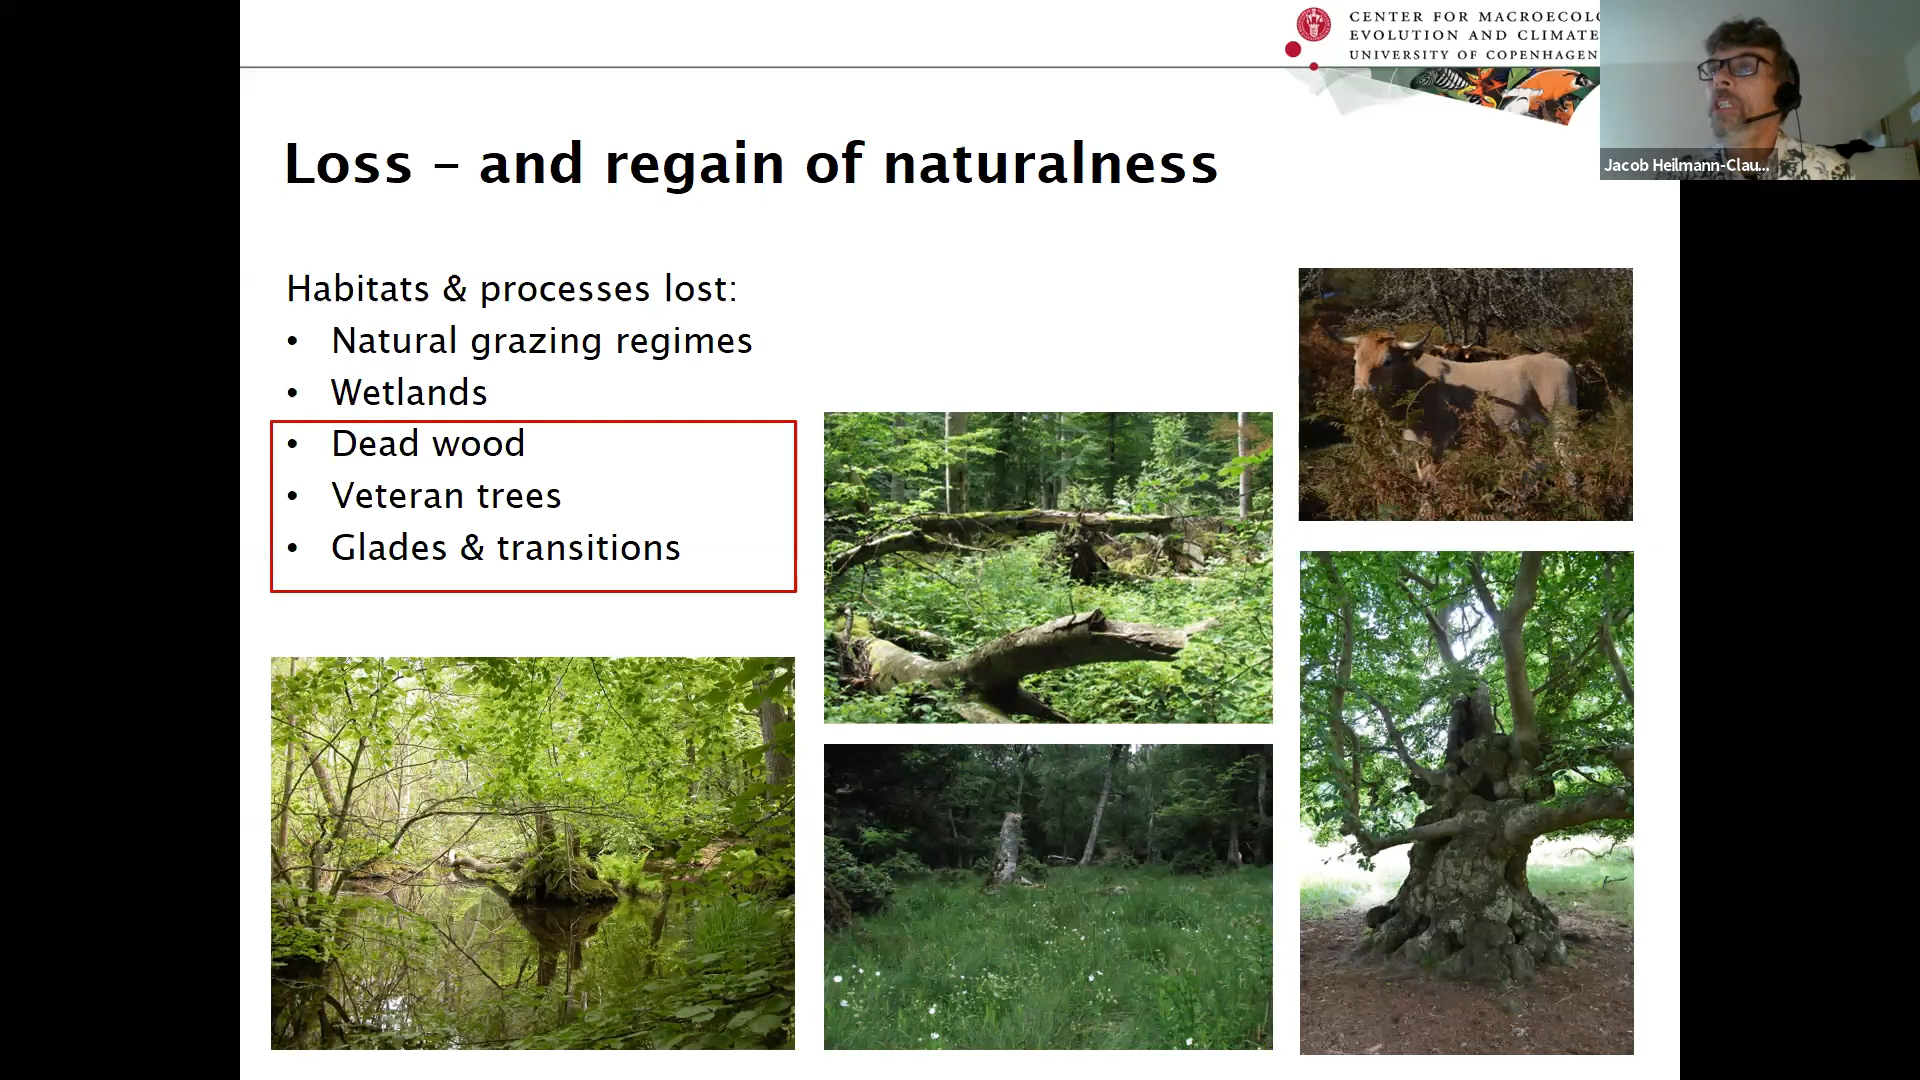 CENTER FOR MACROECOLO
EVOLUTION AND CLIMATE
UNIVERSITY OF COPENHAGEN
Jacob Heilmann-Clau...
Loss – and regain of naturalness
Habitats & processes lost:
• Natural grazing regimes
• Wetlands
• Dead wood
• Veteran trees
• Glades & transitions